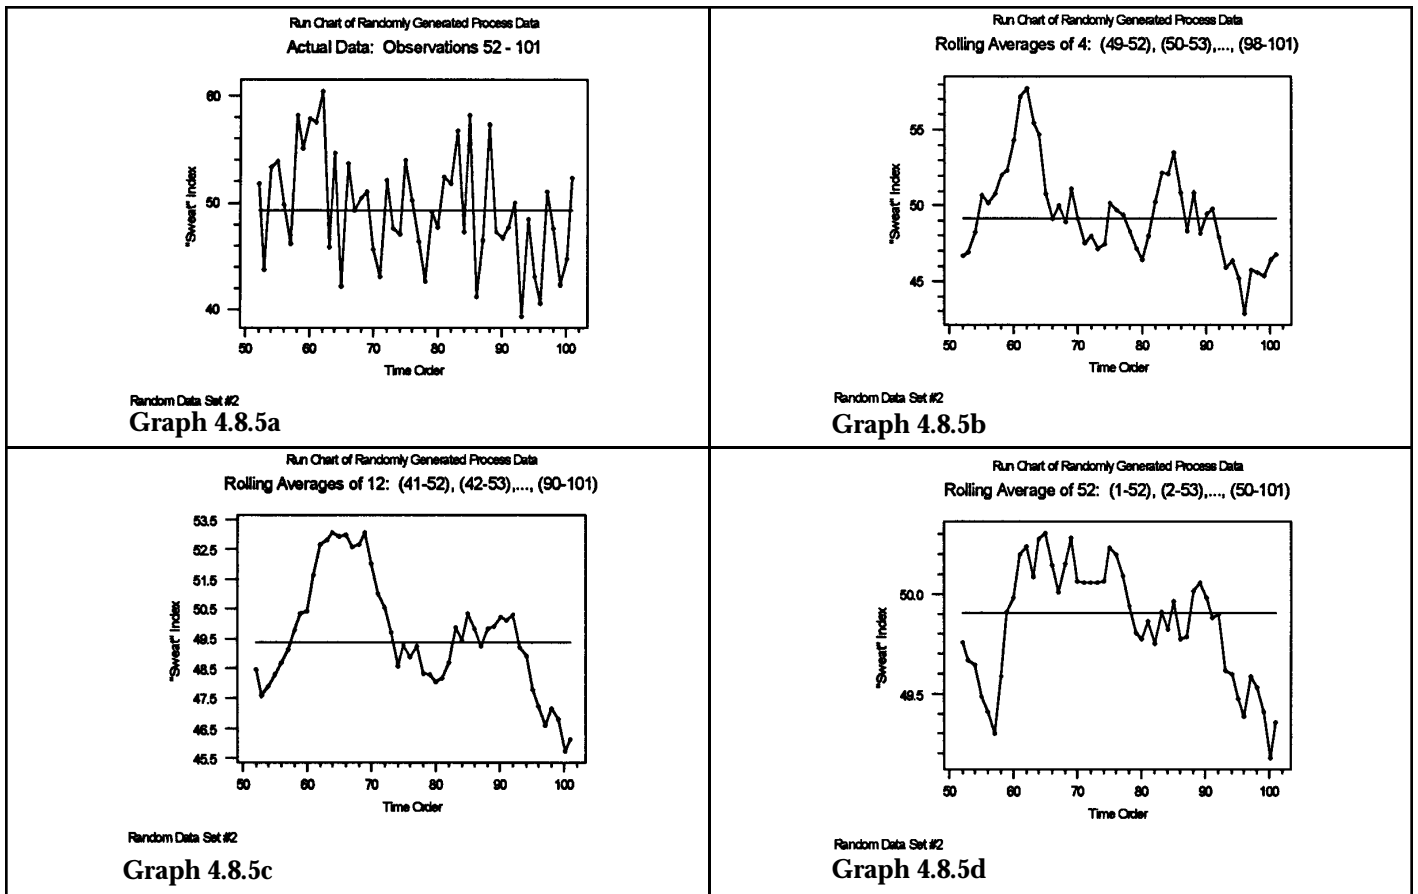 Run Chart of Randomly Generated Process Data
Actual Data: Observations 52 - 101
60
50
40
"Sweat" Index
50 60 70 80 90 100
Time Order
Random Data Set #2
Graph 4.8.5a
Run Chart of Randomly Generated Process Data
Rolling Averages of 4: (49-52), (50-53),..., (98-101)
55
50
45
"Sweat" Index
50 60 70 80 90 100
Time Order
Random Data Set #2
Graph 4.8.5b
Run Chart of Randomly Generated Process Data
Rolling Averages of 12: (41-52), (42-53),..., (90-101)
53.5
52.5
51.5
50.5
49.5
48.5
47.5
46.5
45.5
"Sweat" Index
50 60 70 80 90 100
Time Order
Random Data Set #2
Graph 4.8.5c
Run Chart of Randomly Generated Process Data
Rolling Average of 52: (1-52), (2-53),..., (50-101)
50.0
49.5
"Sweat" Index
50 60 70 80 90 100
Time Order
Random Data Set #2
Graph 4.8.5d